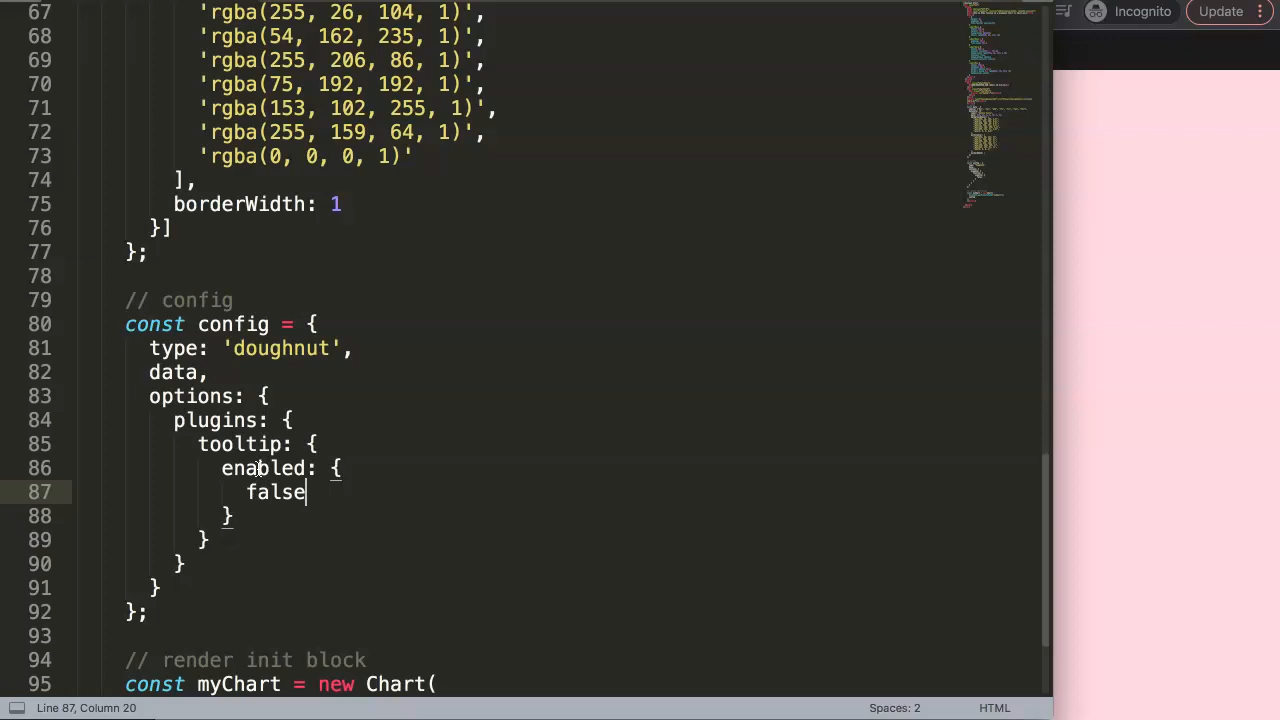 Incognito
Update
67 'rgba(255, 26, 104, 1)',
68 'rgba(54, 162, 235, 1)',
69 'rgba(255, 206, 86, 1)',
70 'rgba(75, 192, 192, 1)',
71 'rgba(153, 102, 255, 1)',
72 'rgba(255, 159, 64, 1)',
73 'rgba(0, 0, 0, 1)'
74 ],
75 borderWidth: 1
76 }]
77 };
78
79 // config
80 const config = {
81 type: 'doughnut',
82 data,
83 options: {
84 plugins: {
85 tooltip: {
86 enabled: {
87 false
88 }
89 }
90 }
91 }
92 };
93
94 // render init block
95 const myChart = new Chart(
Line 87, Column 20
Spaces: 2
HTML